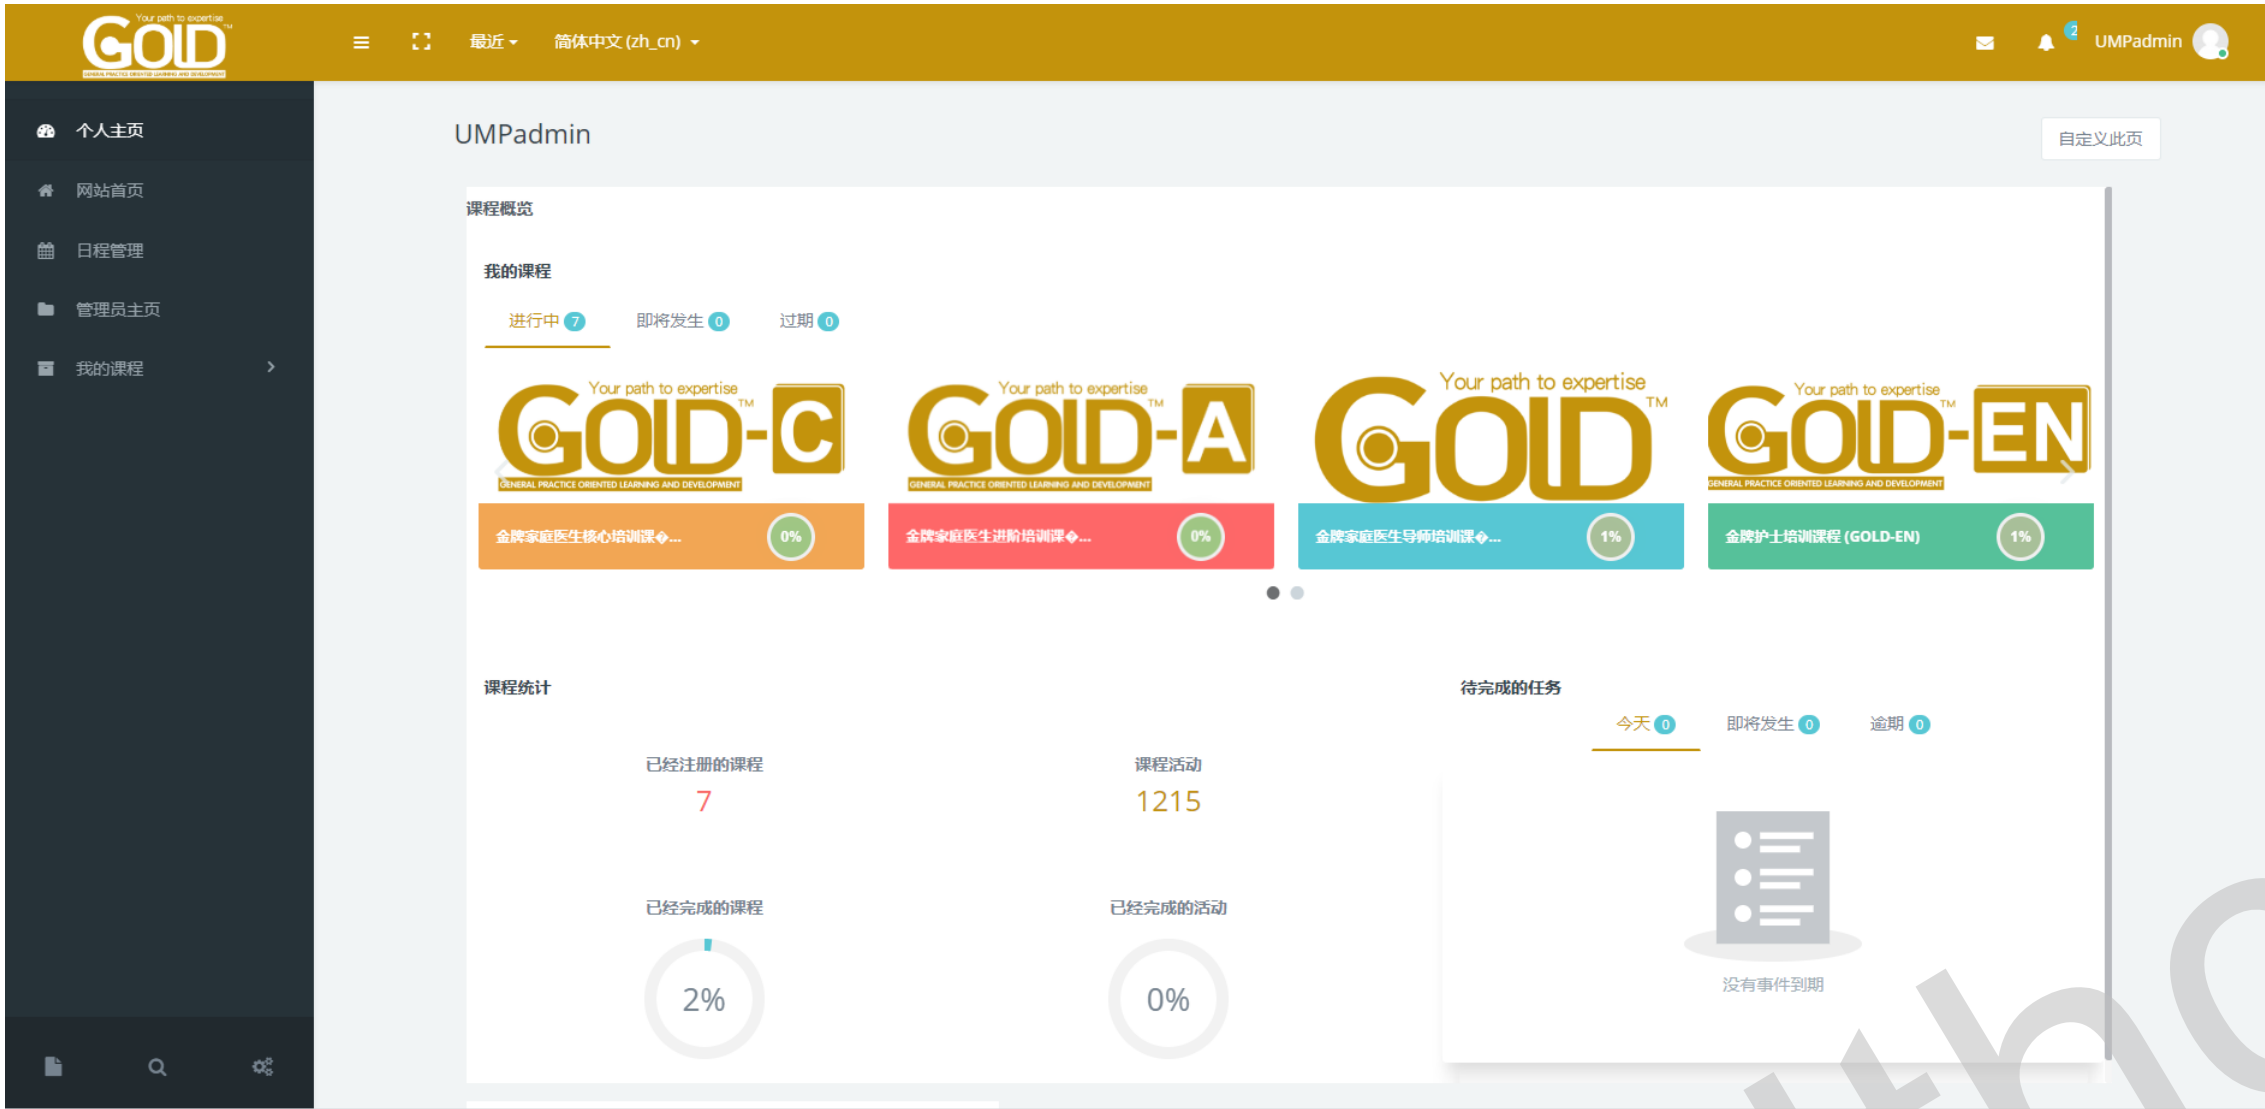 Your path to expertise
GOLD™
GENERAL PRACTICE ORIENTED LEARNING AND DEVELOPMENT
最近
简体中文 (zh_cn)
2
UMPadmin
个人主页
网站首页
日程管理
管理员主页
我的课程
UMPadmin
自定义此页
课程概览
我的课程
进行中 7
即将发生 0
过期 0
Your path to expertise
GOLD™-C
GENERAL PRACTICE ORIENTED LEARNING AND DEVELOPMENT
金牌家庭医生核心培训课�...
0%
Your path to expertise
GOLD™-A
GENERAL PRACTICE ORIENTED LEARNING AND DEVELOPMENT
金牌家庭医生进阶培训课�...
0%
Your path to expertise
GOLD™
金牌家庭医生导师培训课�...
1%
Your path to expertise
GOLD™-EN
GENERAL PRACTICE ORIENTED LEARNING AND DEVELOPMENT
金牌护士培训课程 (GOLD-EN)
1%
课程统计
已经注册的课程
7
课程活动
1215
已经完成的课程
2%
已经完成的活动
0%
待完成的任务
今天 0
即将发生 0
逾期 0
没有事件到期